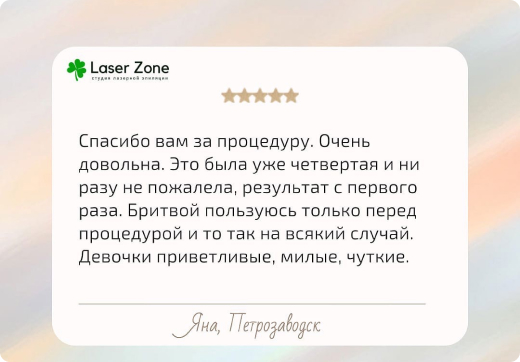 Laser Zone
студия лазерной эпиляции
Спасибо вам за процедуру. Очень
довольна. Это была уже четвертая и ни
разу не пожалела, результат с первого
раза. Бритвой пользуюсь только перед
процедурой и то так на всякий случай.
Девочки приветливые, милые, чуткие.
Яна, Петрозаводск